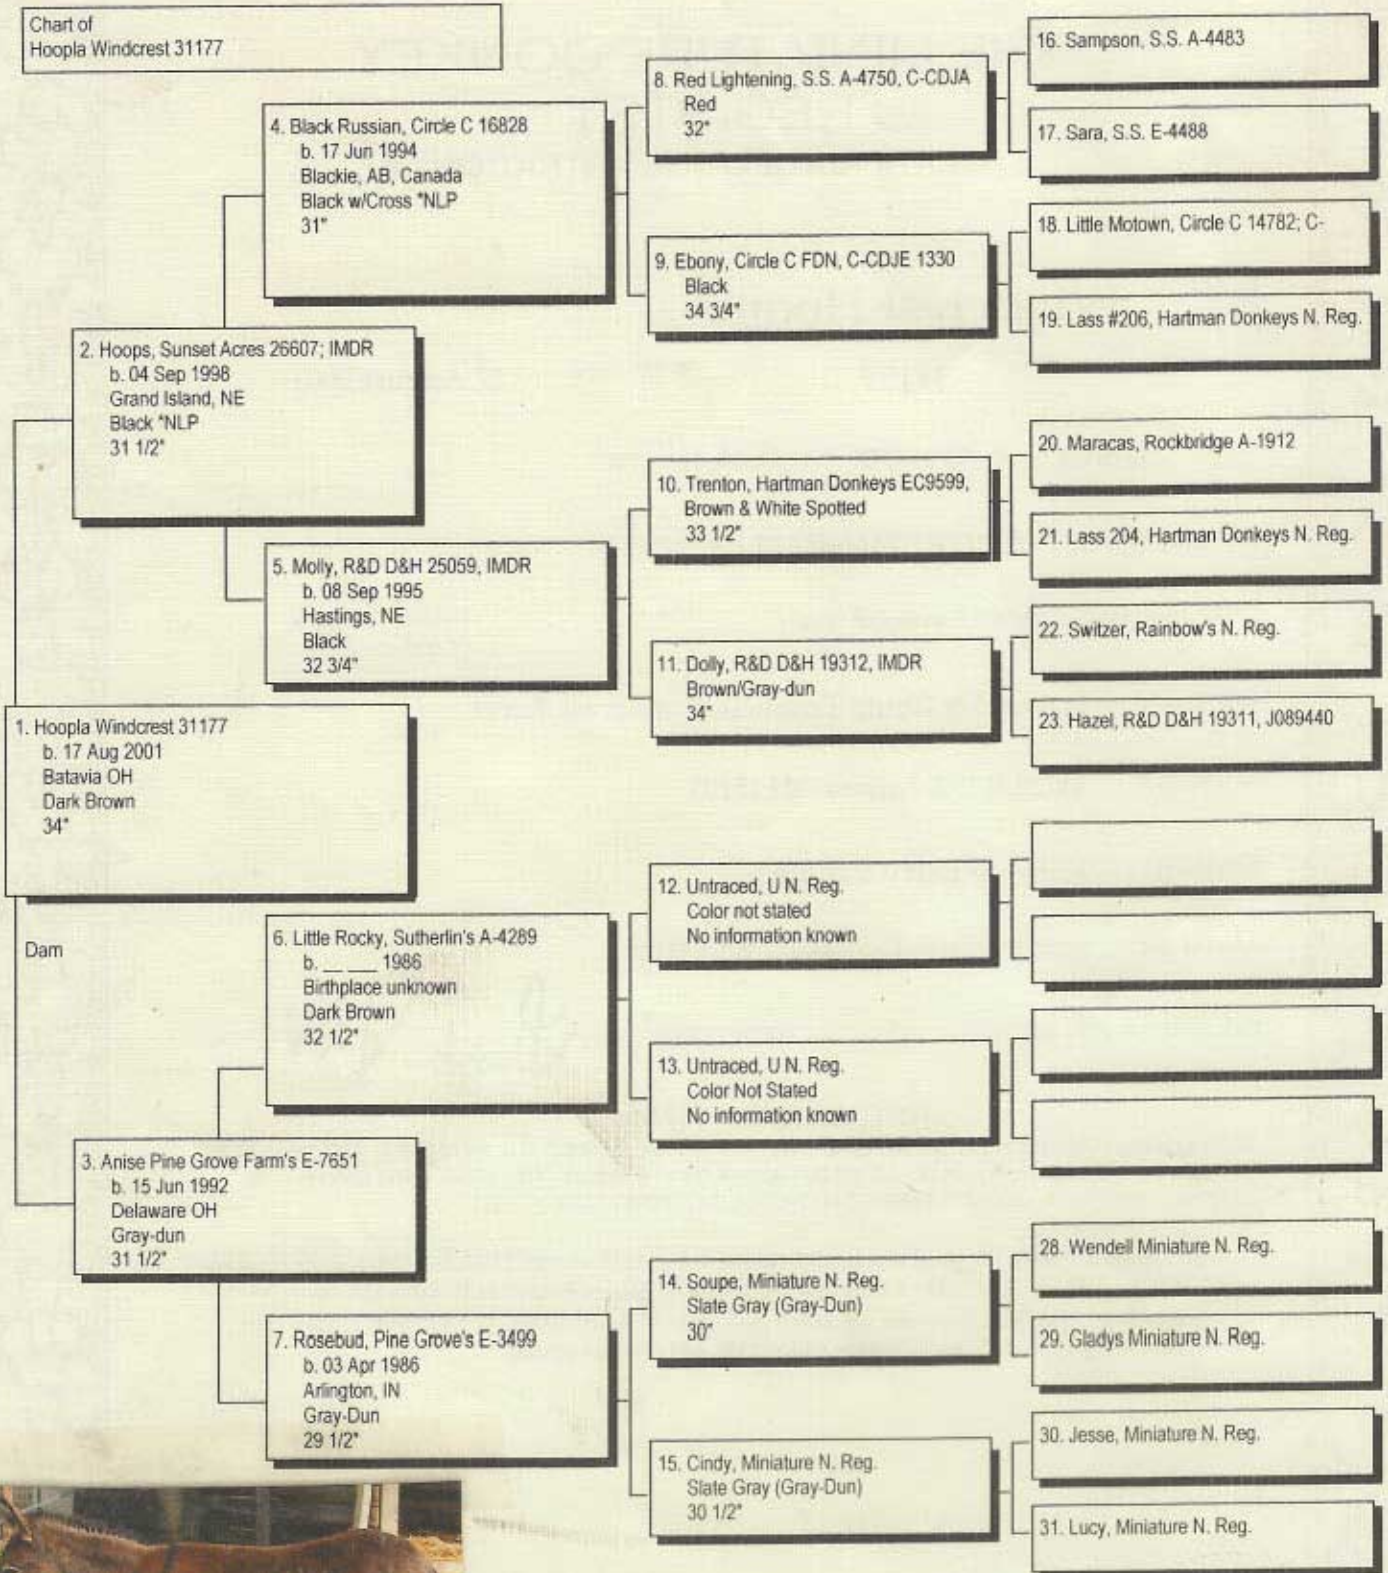 Chart of
Hoopla Windcrest 31177
1. Hoopla Windcrest 31177
b. 17 Aug 2001
Batavia OH
Dark Brown
34"
Dam
2. Hoops, Sunset Acres 26607; IMDR
b. 04 Sep 1998
Grand Island, NE
Black *NLP
31 1/2"
3. Anise Pine Grove Farm's E-7651
b. 15 Jun 1992
Delaware OH
Gray-dun
31 1/2"
4. Black Russian, Circle C 16828
b. 17 Jun 1994
Blackie, AB, Canada
Black w/Cross *NLP
31"
5. Molly, R&D D&H 25059, IMDR
b. 08 Sep 1995
Hastings, NE
Black
32 3/4"
6. Little Rocky, Sutherlin's A-4289
b. __ ___ 1986
Birthplace unknown
Dark Brown
32 1/2"
7. Rosebud, Pine Grove's E-3499
b. 03 Apr 1986
Arlington, IN
Gray-Dun
29 1/2"
8. Red Lightening, S.S. A-4750, C-CDJA
Red
32"
9. Ebony, Circle C FDN, C-CDJE 1330
Black
34 3/4"
10. Trenton, Hartman Donkeys EC9599,
Brown & White Spotted
33 1/2"
11. Dolly, R&D D&H 19312, IMDR
Brown/Gray-dun
34"
12. Untraced, U N. Reg.
Color not stated
No information known
13. Untraced, U N. Reg.
Color Not Stated
No information known
14. Soupe, Miniature N. Reg.
Slate Gray (Gray-Dun)
30"
15. Cindy, Miniature N. Reg.
Slate Gray (Gray-Dun)
30 1/2"
16. Sampson, S.S. A-4483
17. Sara, S.S. E-4488
18. Little Motown, Circle C 14782; C-
19. Lass #206, Hartman Donkeys N. Reg.
20. Maracas, Rockbridge A-1912
21. Lass 204, Hartman Donkeys N. Reg.
22. Switzer, Rainbow's N. Reg.
23. Hazel, R&D D&H 19311, J089440
28. Wendell Miniature N. Reg.
29. Gladys Miniature N. Reg.
30. Jesse, Miniature N. Reg.
31. Lucy, Miniature N. Reg.